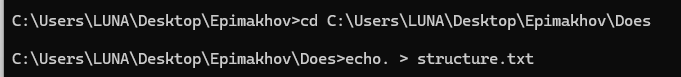 C:\Users\LUNA\Desktop\Epimakhov>cd C:\Users\LUNA\Desktop\Epimakhov\Does
C:\Users\LUNA\Desktop\Epimakhov\Does>echo. > structure.txt